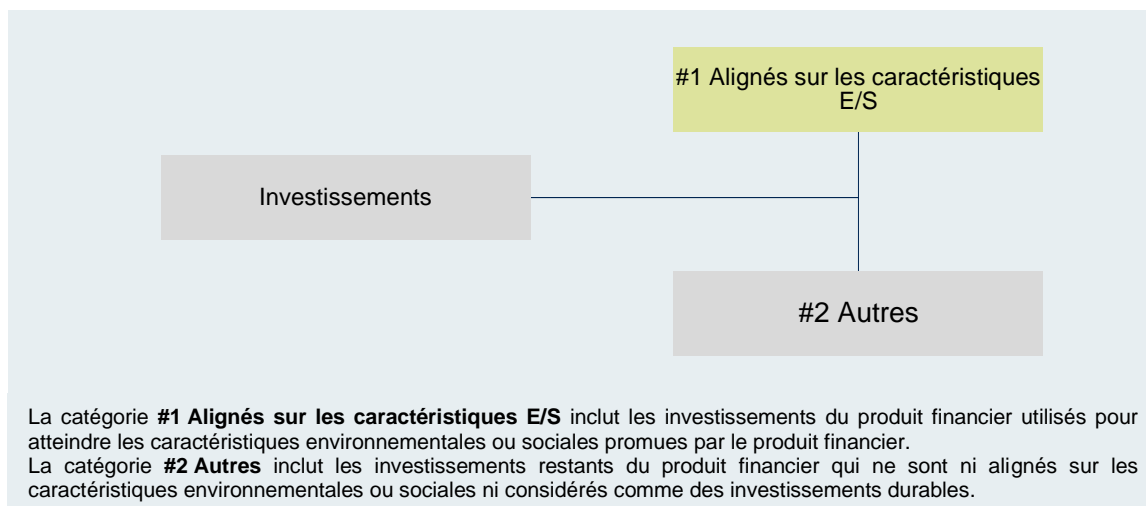 #1 Alignés sur les caractéristiques
E/S
Investissements
#2 Autres
La catégorie #1 Alignés sur les caractéristiques E/S inclut les investissements du produit financier utilisés pour
atteindre les caractéristiques environnementales ou sociales promues par le produit financier.
La catégorie #2 Autres inclut les investissements restants du produit financier qui ne sont ni alignés sur les
caractéristiques environnementales ou sociales ni considérés comme des investissements durables.